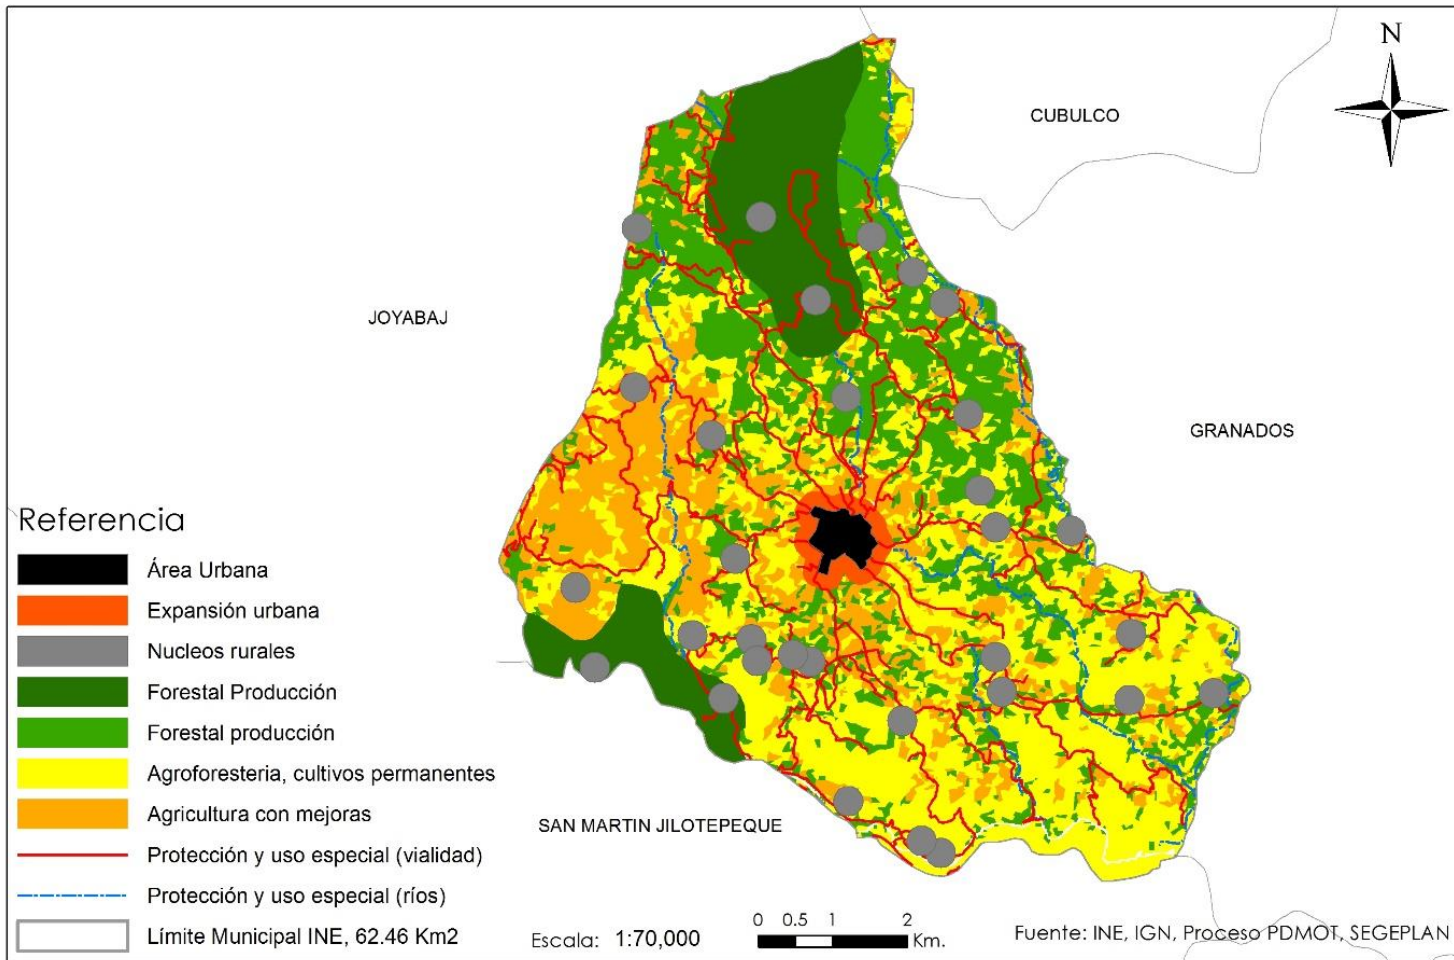 N
CUBULCO
JOYABAJ
GRANADOS
Referencia
Área Urbana
Expansión urbana
Nucleos rurales
Forestal Producción
Forestal producción
Agroforesteria, cultivos permanentes
Agricultura con mejoras
SAN MARTIN JILOTEPEQUE
Protección y uso especial (vialidad)
Protección y uso especial (ríos)
Límite Municipal INE, 62.46 Km2
Escala: 1:70,000
0 0.5 1 2
Km.
Fuente: INE, IGN, Proceso PDMOT, SEGEPLAN